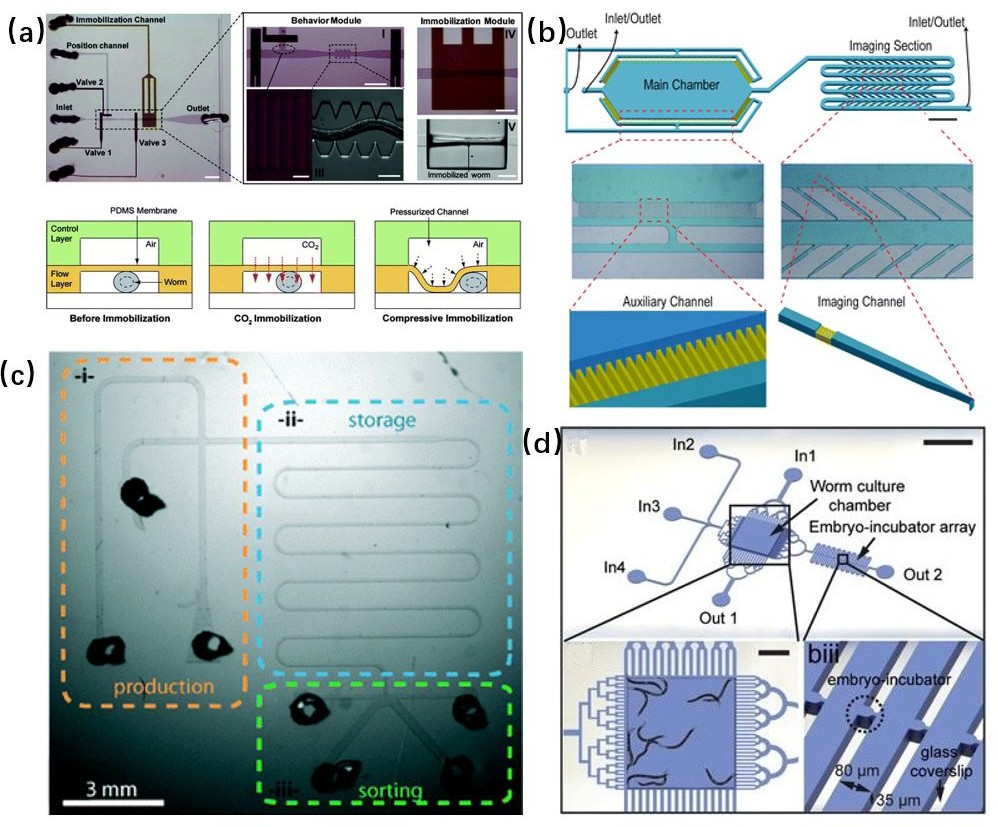 (a)
Immobilization Channel
Position channel
Valve 2
Inlet
Valve 1
Valve 3
Outlet
Behavior Module
I
III
Immobilization Module
IV
V
Immobilized worm
PDMS Membrane
Control
Layer
Air
Flow
Layer
Worm
Before Immobilization
CO2
CO2 Immobilization
Pressurized Channel
Air
Compressive Immobilization
(b)
Outlet
Inlet/Outlet
Main Chamber
Inlet/Outlet
Imaging Section
Auxiliary Channel
Imaging Channel
(c)
-i-
production
-ii-
storage
-iii-
sorting
3 mm
(d)
In2
In1
In3
In4
Worm culture
chamber
Embryo-incubator array
Out 2
Out 1
biii
embryo-incubator
glass
coverslip
80 µm
35 µm